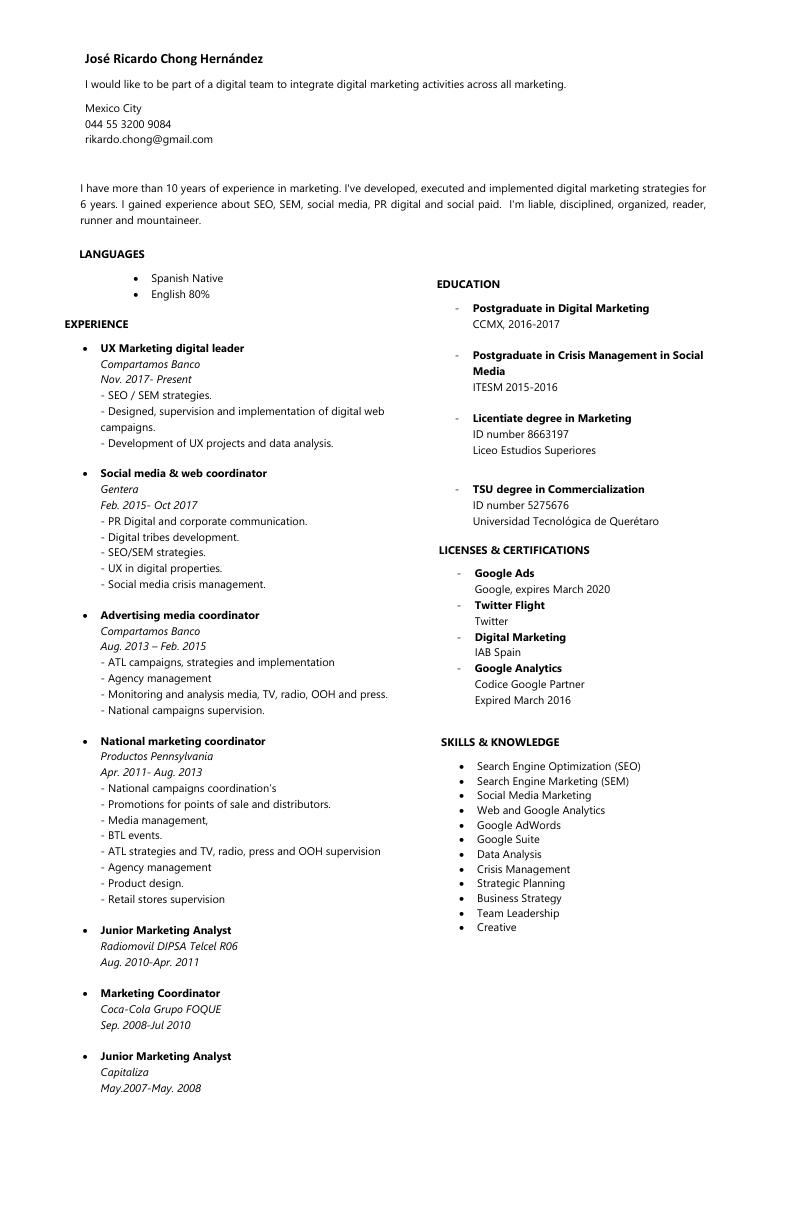 José Ricardo Chong Hernández
I would like to be part of a digital team to integrate digital marketing activities across all marketing.
Mexico City
044 55 3200 9084
rikardo.chong@gmail.com
I have more than 10 years of experience in marketing. I've developed, executed and implemented digital marketing strategies for
6 years. I gained experience about SEO, SEM, social media, PR digital and social paid. I'm liable, disciplined, organized, reader,
runner and mountaineer.
LANGUAGES
• Spanish Native
• English 80%
EXPERIENCE
• UX Marketing digital leader
Compartamos Banco
Nov. 2017- Present
- SEO / SEM strategies.
- Designed, supervision and implementation of digital web
campaigns.
- Development of UX projects and data analysis.
• Social media & web coordinator
Gentera
Feb. 2015- Oct 2017
- PR Digital and corporate communication.
- Digital tribes development.
- SEO/SEM strategies.
- UX in digital properties.
- Social media crisis management.
• Advertising media coordinator
Compartamos Banco
Aug. 2013 – Feb. 2015
- ATL campaigns, strategies and implementation
- Agency management
- Monitoring and analysis media, TV, radio, OOH and press.
- National campaigns supervision.
• National marketing coordinator
Productos Pennsylvania
Apr. 2011- Aug. 2013
- National campaigns coordination's
- Promotions for points of sale and distributors.
- Media management,
- BTL events.
- ATL strategies and TV, radio, press and OOH supervision
- Agency management
- Product design.
- Retail stores supervision
• Junior Marketing Analyst
Radiomovil DIPSA Telcel R06
Aug. 2010-Apr. 2011
• Marketing Coordinator
Coca-Cola Grupo FOQUE
Sep. 2008-Jul 2010
• Junior Marketing Analyst
Capitaliza
May.2007-May. 2008
EDUCATION
- Postgraduate in Digital Marketing
CCMX, 2016-2017
- Postgraduate in Crisis Management in Social
Media
ITESM 2015-2016
- Licentiate degree in Marketing
ID number 8663197
Liceo Estudios Superiores
- TSU degree in Commercialization
ID number 5275676
Universidad Tecnológica de Querétaro
LICENSES & CERTIFICATIONS
- Google Ads
Google, expires March 2020
- Twitter Flight
Twitter
- Digital Marketing
IAB Spain
- Google Analytics
Codice Google Partner
Expired March 2016
SKILLS & KNOWLEDGE
• Search Engine Optimization (SEO)
• Search Engine Marketing (SEM)
• Social Media Marketing
• Web and Google Analytics
• Google AdWords
• Google Suite
• Data Analysis
• Crisis Management
• Strategic Planning
• Business Strategy
• Team Leadership
• Creative